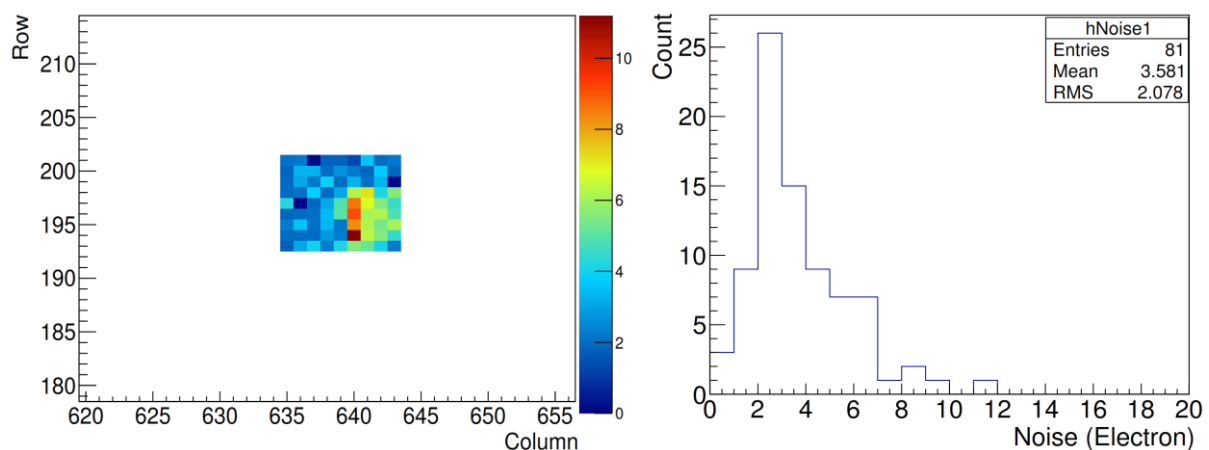 Row
210
205
200
195
190
185
180
620 625 630 635 640 645 650 655
Column
10
8
6
4
2
0
Count
25
20
15
10
5
0
0 2 4 6 8 10 12 14 16 18 20
Noise (Electron)
hNoise1
Entries 81
Mean 3.581
RMS 2.078